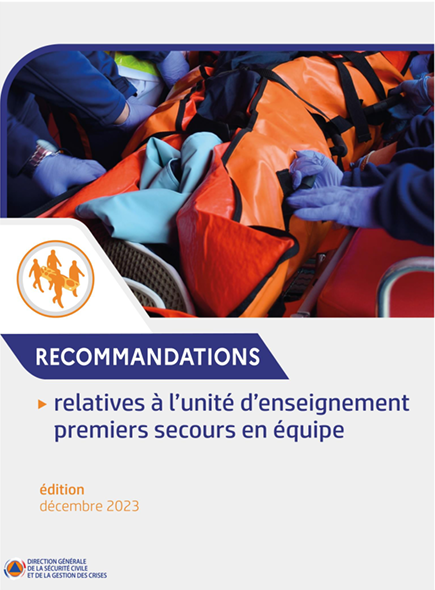 RECOMMANDATIONS
▸ relatives à l’unité d’enseignement
premiers secours en équipe
édition
décembre 2023
DIRECTION GÉNÉRALE
DE LA SÉCURITÉ CIVILE
ET DE LA GESTION DES CRISES